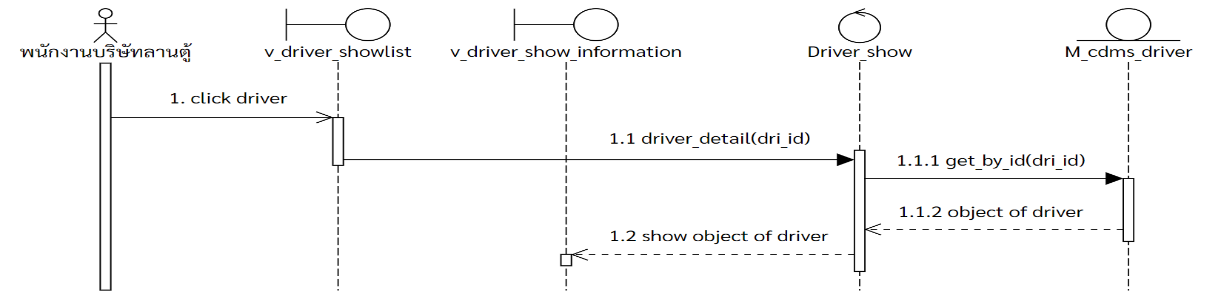 พนักงานบริษัทลานตู้
v_driver_showlist
v_driver_show_information
Driver_show
M_cdms_driver
1. click driver
1.1 driver_detail(dri_id)
1.1.1 get_by_id(dri_id)
1.1.2 object of driver
1.2 show object of driver